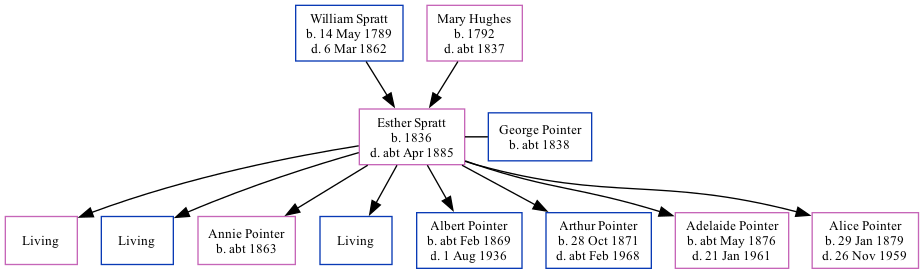 William Spratt
b. 14 May 1789
d. 6 Mar 1862
Mary Hughes
b. 1792
d. abt 1837
Esther Spratt
b. 1836
d. abt Apr 1885
George Pointer
b. abt 1838
Living
Living
Annie Pointer
b. abt 1863
Living
Albert Pointer
b. abt Feb 1869
d. 1 Aug 1936
Arthur Pointer
b. 28 Oct 1871
d. abt Feb 1968
Adelaide Pointer
b. abt May 1876
d. 21 Jan 1961
Alice Pointer
b. 29 Jan 1879
d. 26 Nov 1959